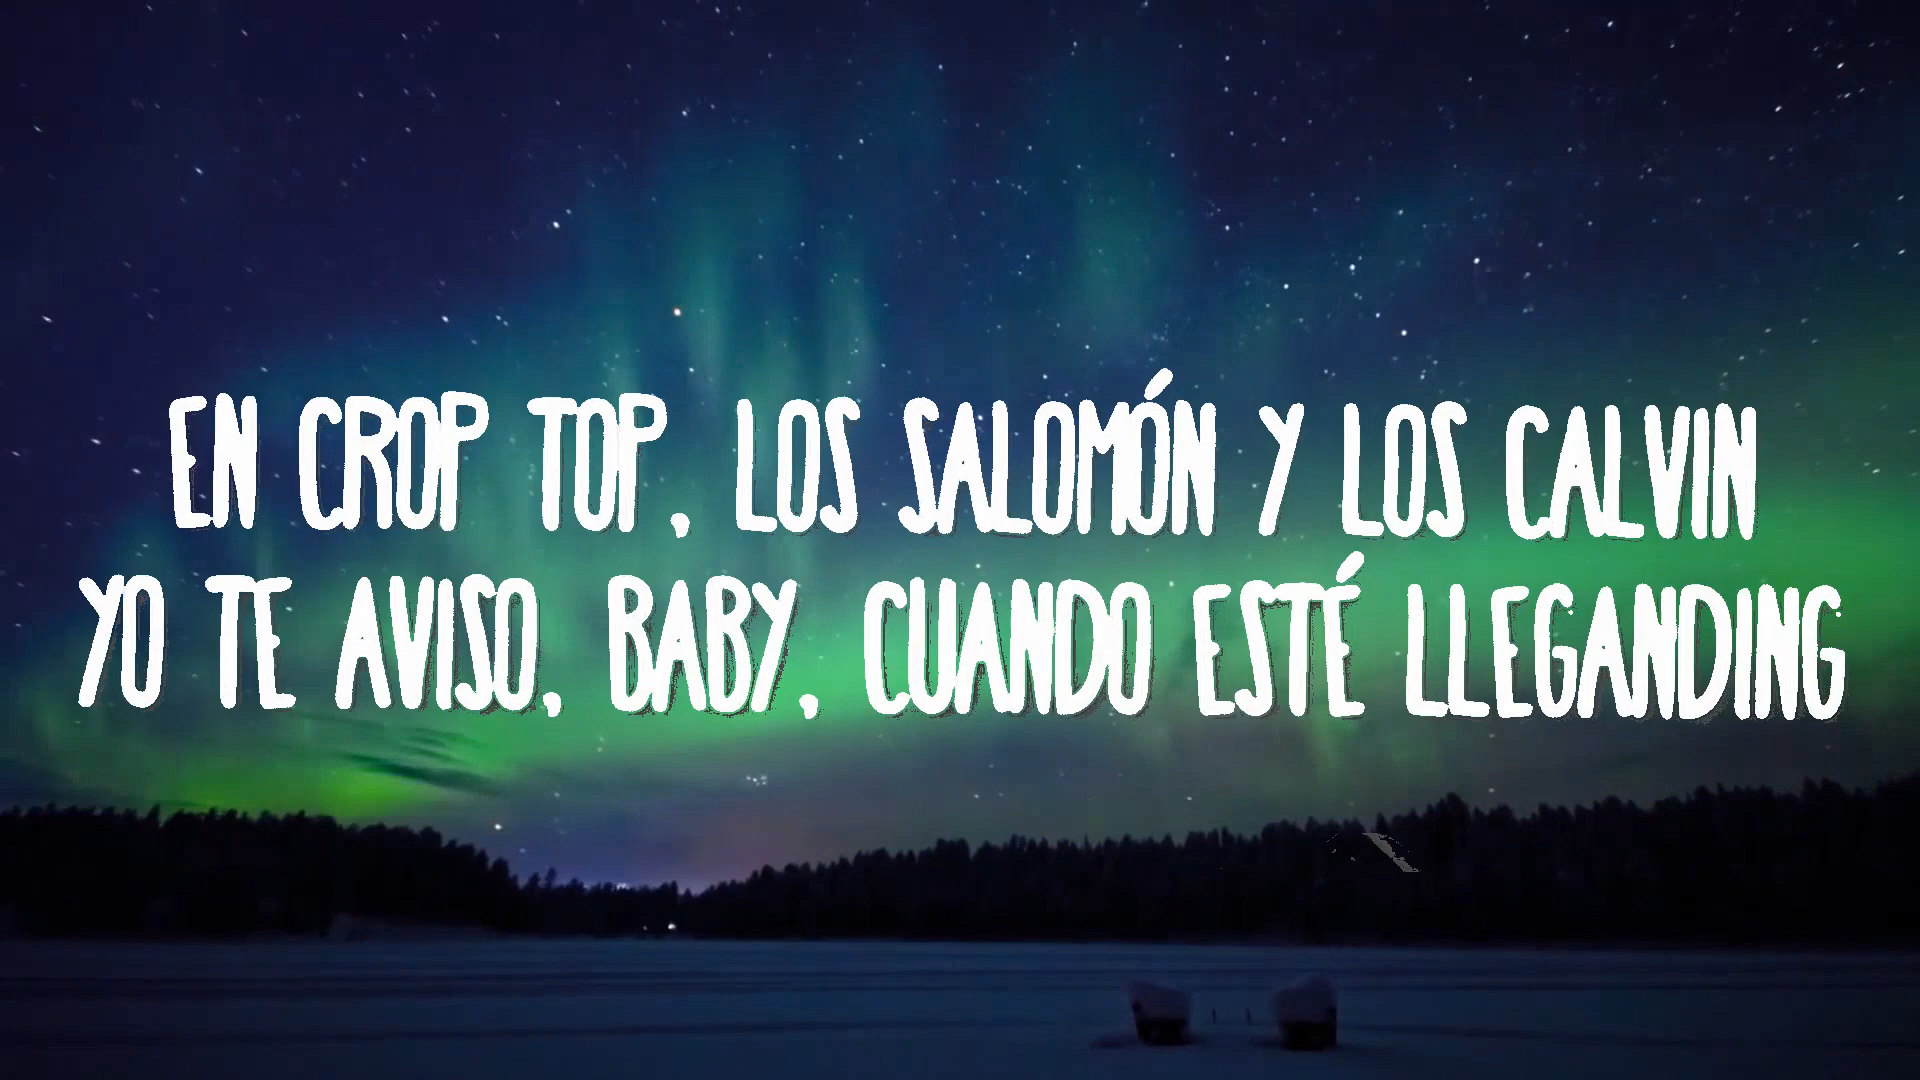 EN CROP TOP, LOS SALOMÓN Y LOS CALVIN
YO TE AVISO, BABY, CUANDO ESTÉ LLEGANDING